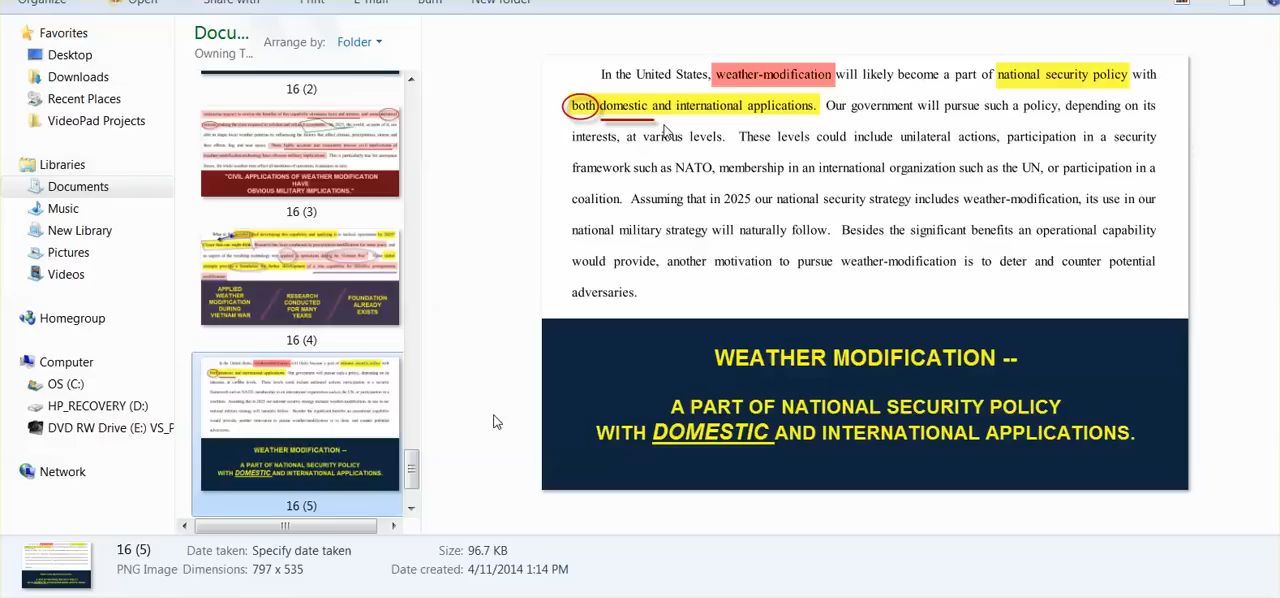 Organize
Open
Share with
Print
E-mail
Burn
New folder
Favorites
Desktop
Downloads
Recent Places
VideoPad Projects
Libraries
Documents
Music
New Library
Pictures
Videos
Homegroup
Computer
OS (C:)
HP_RECOVERY (D:)
DVD RW Drive (E:) VS_P
Network
Docu...
Owning T...
Arrange by: Folder
16 (2)
"CIVIL APPLICATIONS OF WEATHER MODIFICATION
HAVE
OBVIOUS MILITARY IMPLICATIONS."
16 (3)
APPLIED
WEATHER
MODIFICATION
DURING
VIETNAM WAR
RESEARCH
CONDUCTED
FOR MANY
YEARS
FOUNDATION
ALREADY
EXISTS
16 (4)
WEATHER MODIFICATION --
A PART OF NATIONAL SECURITY POLICY
WITH DOMESTIC AND INTERNATIONAL APPLICATIONS.
16 (5)
In the United States, weather-modification will likely become a part of national security policy with
both domestic and international applications. Our government will pursue such a policy, depending on its
interests, at various levels. These levels could include unilateral actions, participation in a security
framework such as NATO, membership in an international organization such as the UN, or participation in a
coalition. Assuming that in 2025 our national security strategy includes weather-modification, its use in our
national military strategy will naturally follow. Besides the significant benefits an operational capability
would provide, another motivation to pursue weather-modification is to deter and counter potential
adversaries.
WEATHER MODIFICATION --
A PART OF NATIONAL SECURITY POLICY
WITH DOMESTIC AND INTERNATIONAL APPLICATIONS.
16 (5)
PNG Image
Date taken: Specify date taken
Dimensions: 797 x 535
Size: 96.7 KB
Date created: 4/11/2014 1:14 PM